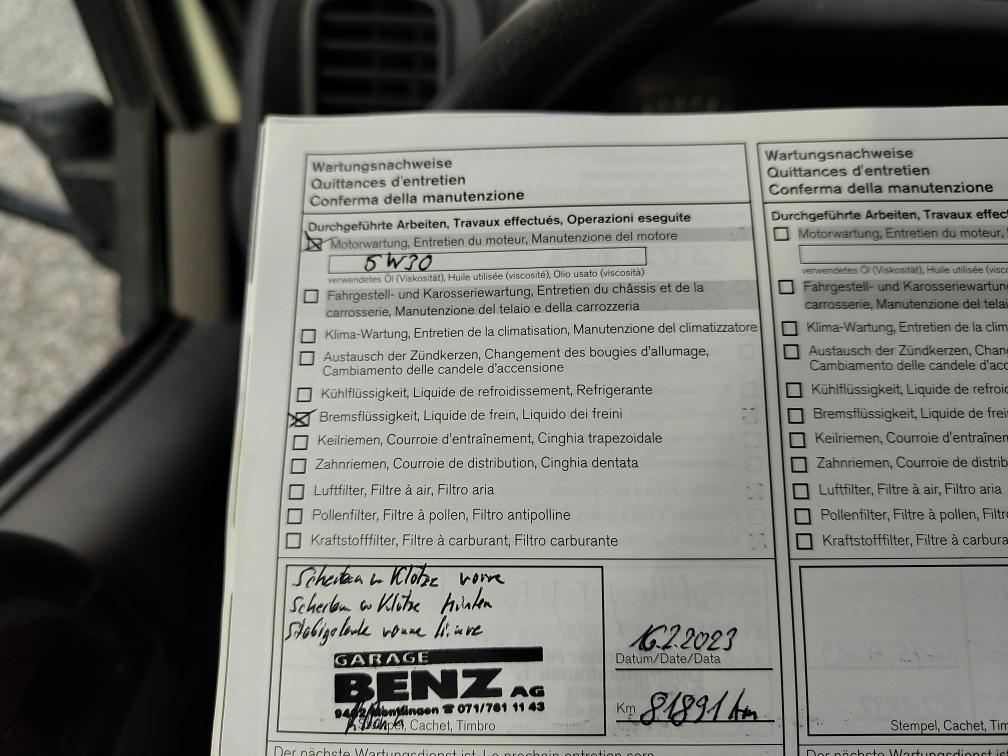 Wartungsnachweise
Quittances d'entretien
Conferma della manutenzione
Durchgeführte Arbeiten, Travaux effectués, Operazioni eseguite
Motorwartung, Entretien du moteur, Manutenzione del motore
5W30
verwendetes Öl (Viskosität), Huile utilisée (viscosité), Olio usato (viscosità)
Fahrgestell- und Karosseriewartung, Entretien du châssis et de la
carrosserie, Manutenzione del telaio e della carrozzeria
Klima-Wartung, Entretien de la climatisation, Manutenzione del climatizzatore
Austausch der Zündkerzen, Changement des bougies d'allumage,
Cambiamento delle candele d'accensione
Kühlflüssigkeit, Liquide de refroidissement, Refrigerante
Bremsflüssigkeit, Liquide de frein, Liquido dei freini
Keilriemen, Courroie d'entraînement, Cinghia trapezoidale
Zahnriemen, Courroie de distribution, Cinghia dentata
Luftfilter, Filtre à air, Filtro aria
Pollenfilter, Filtre à pollen, Filtro antipolline
Kraftstofffilter, Filtre à carburant, Filtro carburante
Scheiben u Klötze vorne
Scheiben u Klötze hinten
vorne
GARAGE
BENZ AG
071/761 11 43
Stempel, Cachet, Timbro
16.2.2023
Datum/Date/Data
Km 81891 km
Der nächste Wartungsdienst ist, Le prochain entretien sera
Wartungsnachweise
Quittances d'entretien
Conferma della manutenzione
Durchgeführte Arbeiten, Travaux effec
Motorwartung, Entretien du moteur,
verwendetes Öl (Viskosität), Huile utilisée (visc
Fahrgestell- und Karosseriewartun
carrosserie, Manutenzione del telai
Klima-Wartung, Entretien de la clim
Austausch der Zündkerzen, Chang
Cambiamento delle candele d'acc
Kühlflüssigkeit, Liquide de refroid
Bremsflüssigkeit, Liquide de frein
Keilriemen, Courroie d'entraînem
Zahnriemen, Courroie de distrib
Luftfilter, Filtre à air, Filtro aria
Pollenfilter, Filtre à pollen, Filtro
Kraftstofffilter, Filtre à carbura
Stempel, Cachet, Tim
Der nächste Wartungsdienst ist